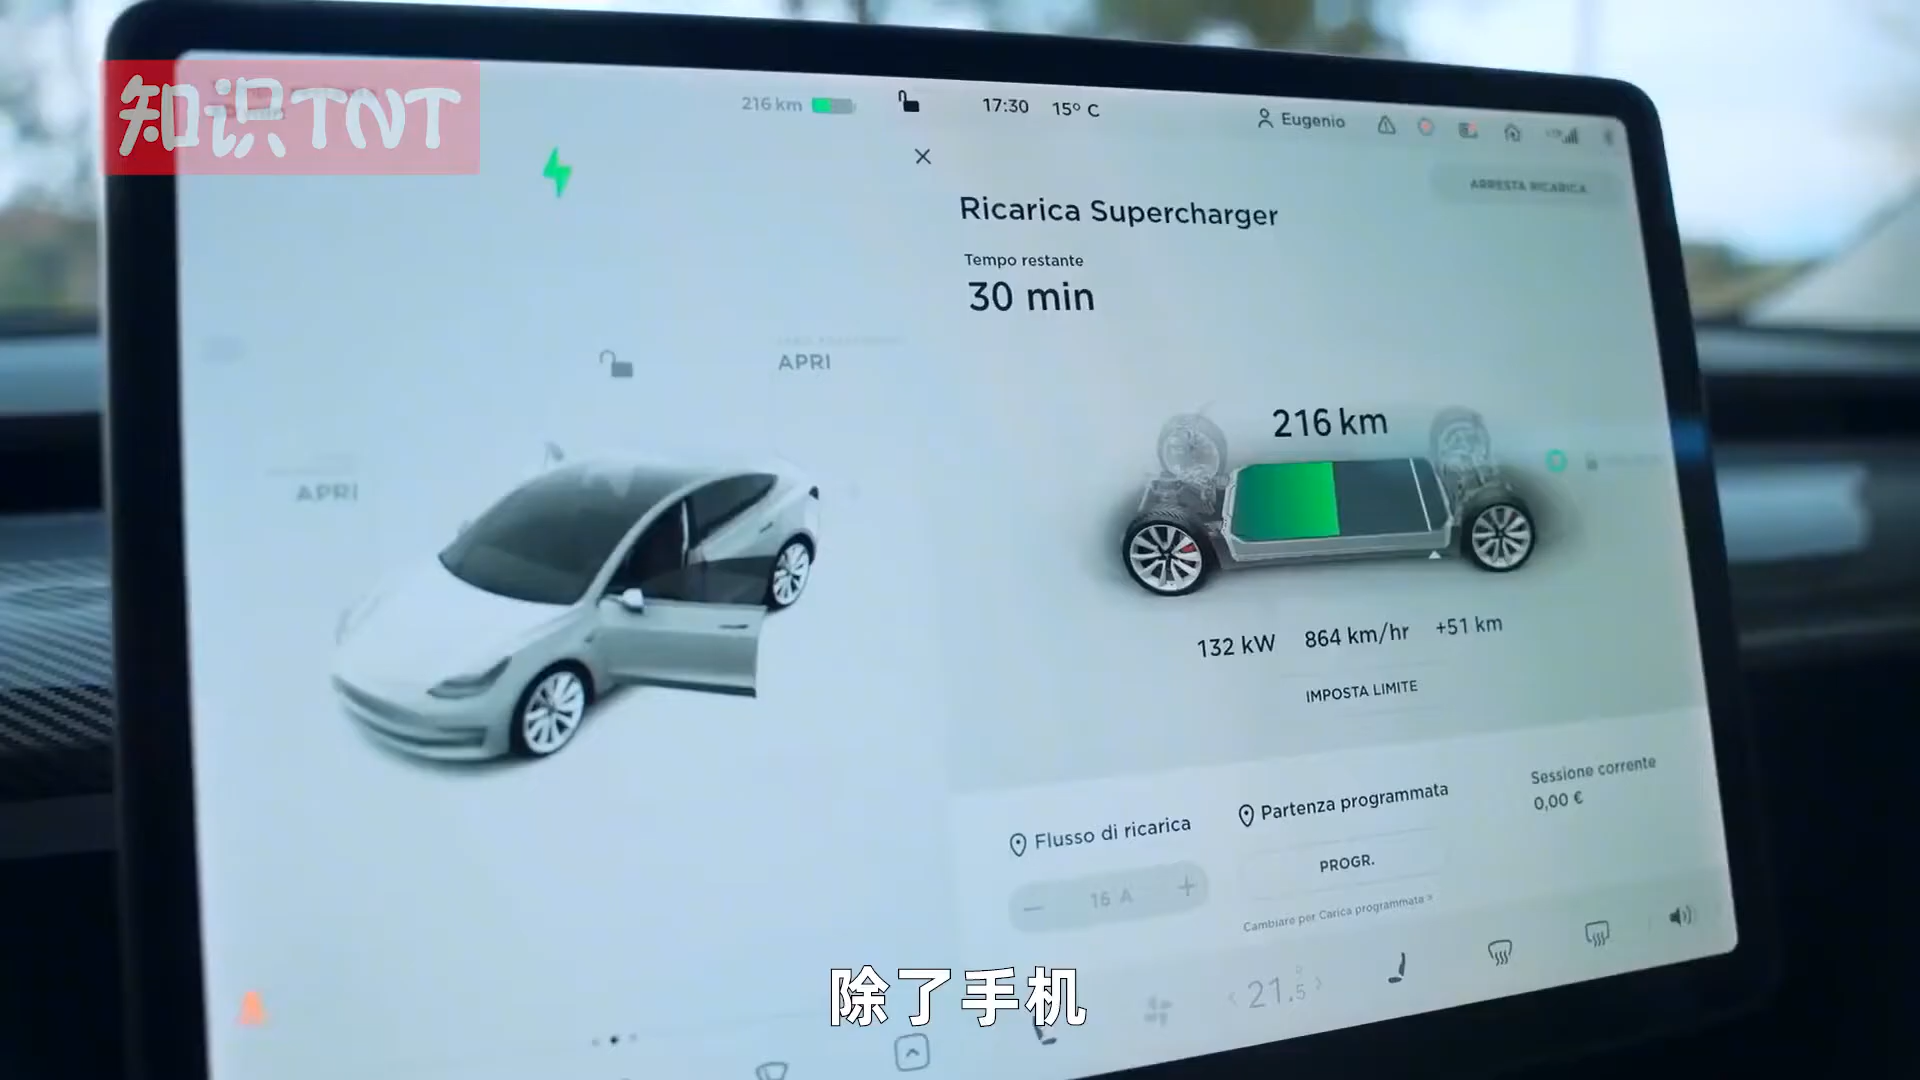 知识TNT
216 km
17:30 15° C
Eugenio
ARRESTA RICARICA
Ricarica Supercharger
Tempo restante
30 min
APRI
APRI
216 km
132 kW 864 km/hr +51 km
IMPOSTA LIMITE
Flusso di ricarica
16 A
Partenza programmata
PROGR.
Cambiare per Carica programmata >
Sessione corrente
0,00 €
21.5
除了手机